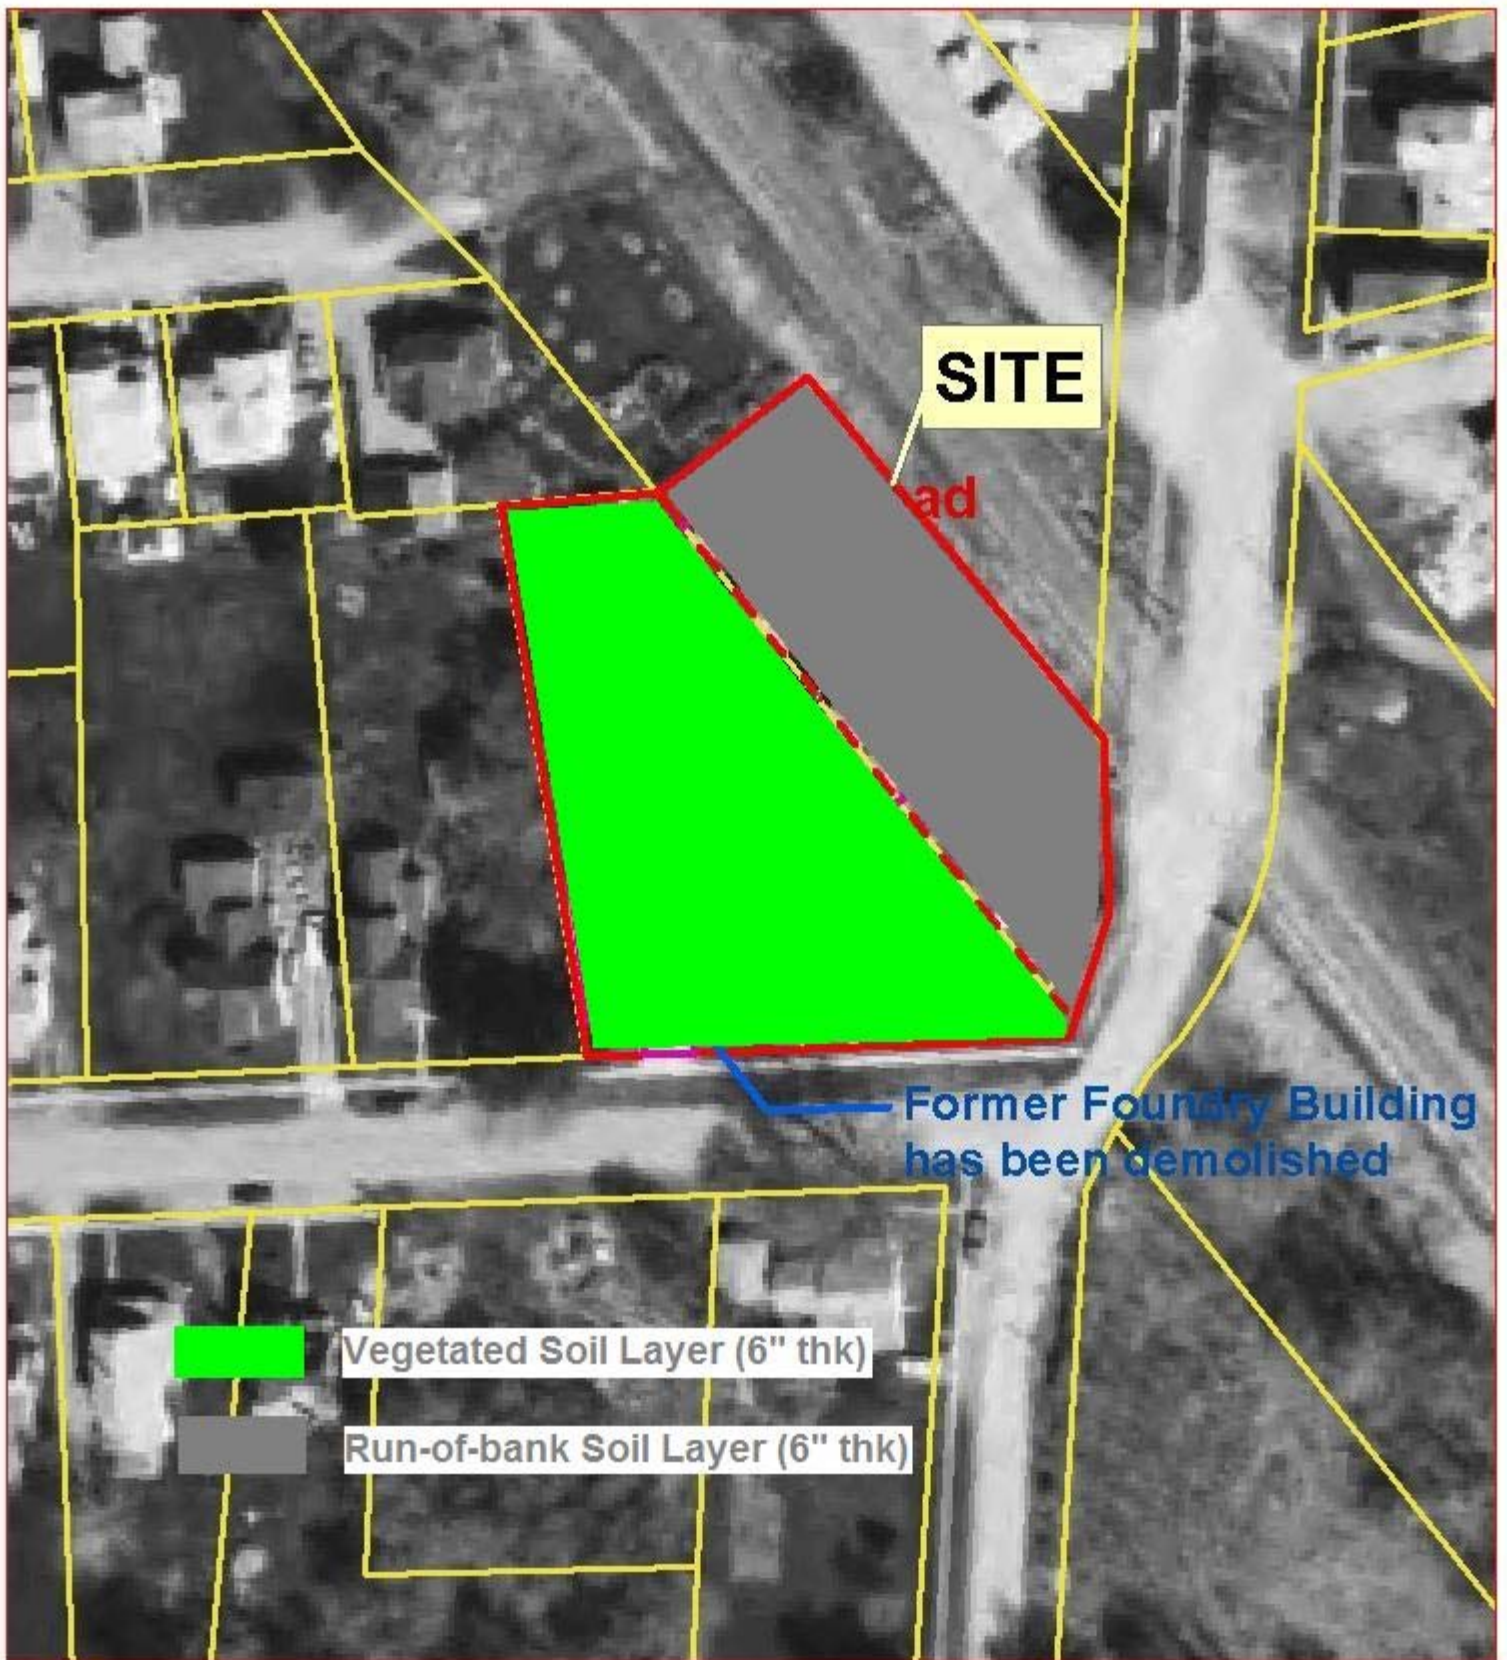 SITE
ad
Former Foundry Building
has been demolished
Vegetated Soil Layer (6" thk)
Run-of-bank Soil Layer (6" thk)